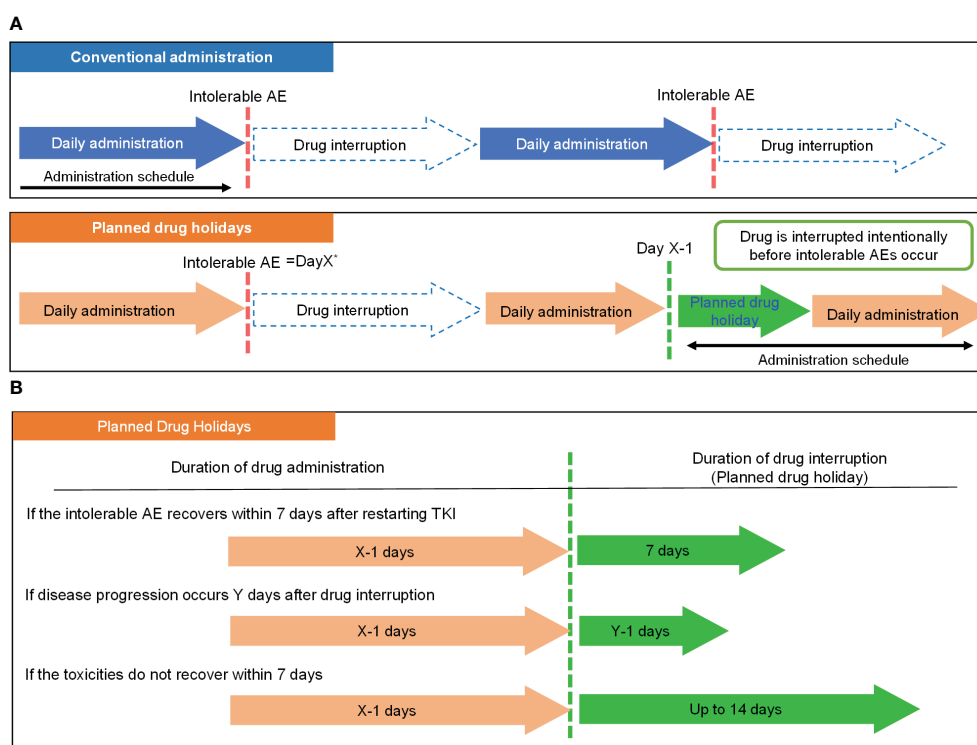 A
Conventional administration
Intolerable AE
Intolerable AE
Daily administration
Drug interruption
Daily administration
Drug interruption
Administration schedule
Planned drug holidays
Intolerable AE =DayX*
Day X-1
Drug is interrupted intentionally
before intolerable AEs occur
Daily administration
Drug interruption
Daily administration
Planned drug
holiday
Daily administration
Administration schedule
B
Planned Drug Holidays
Duration of drug administration
Duration of drug interruption
(Planned drug holiday)
If the intolerable AE recovers within 7 days after restarting TKI
X-1 days
7 days
If disease progression occurs Y days after drug interruption
X-1 days
Y-1 days
If the toxicities do not recover within 7 days
X-1 days
Up to 14 days